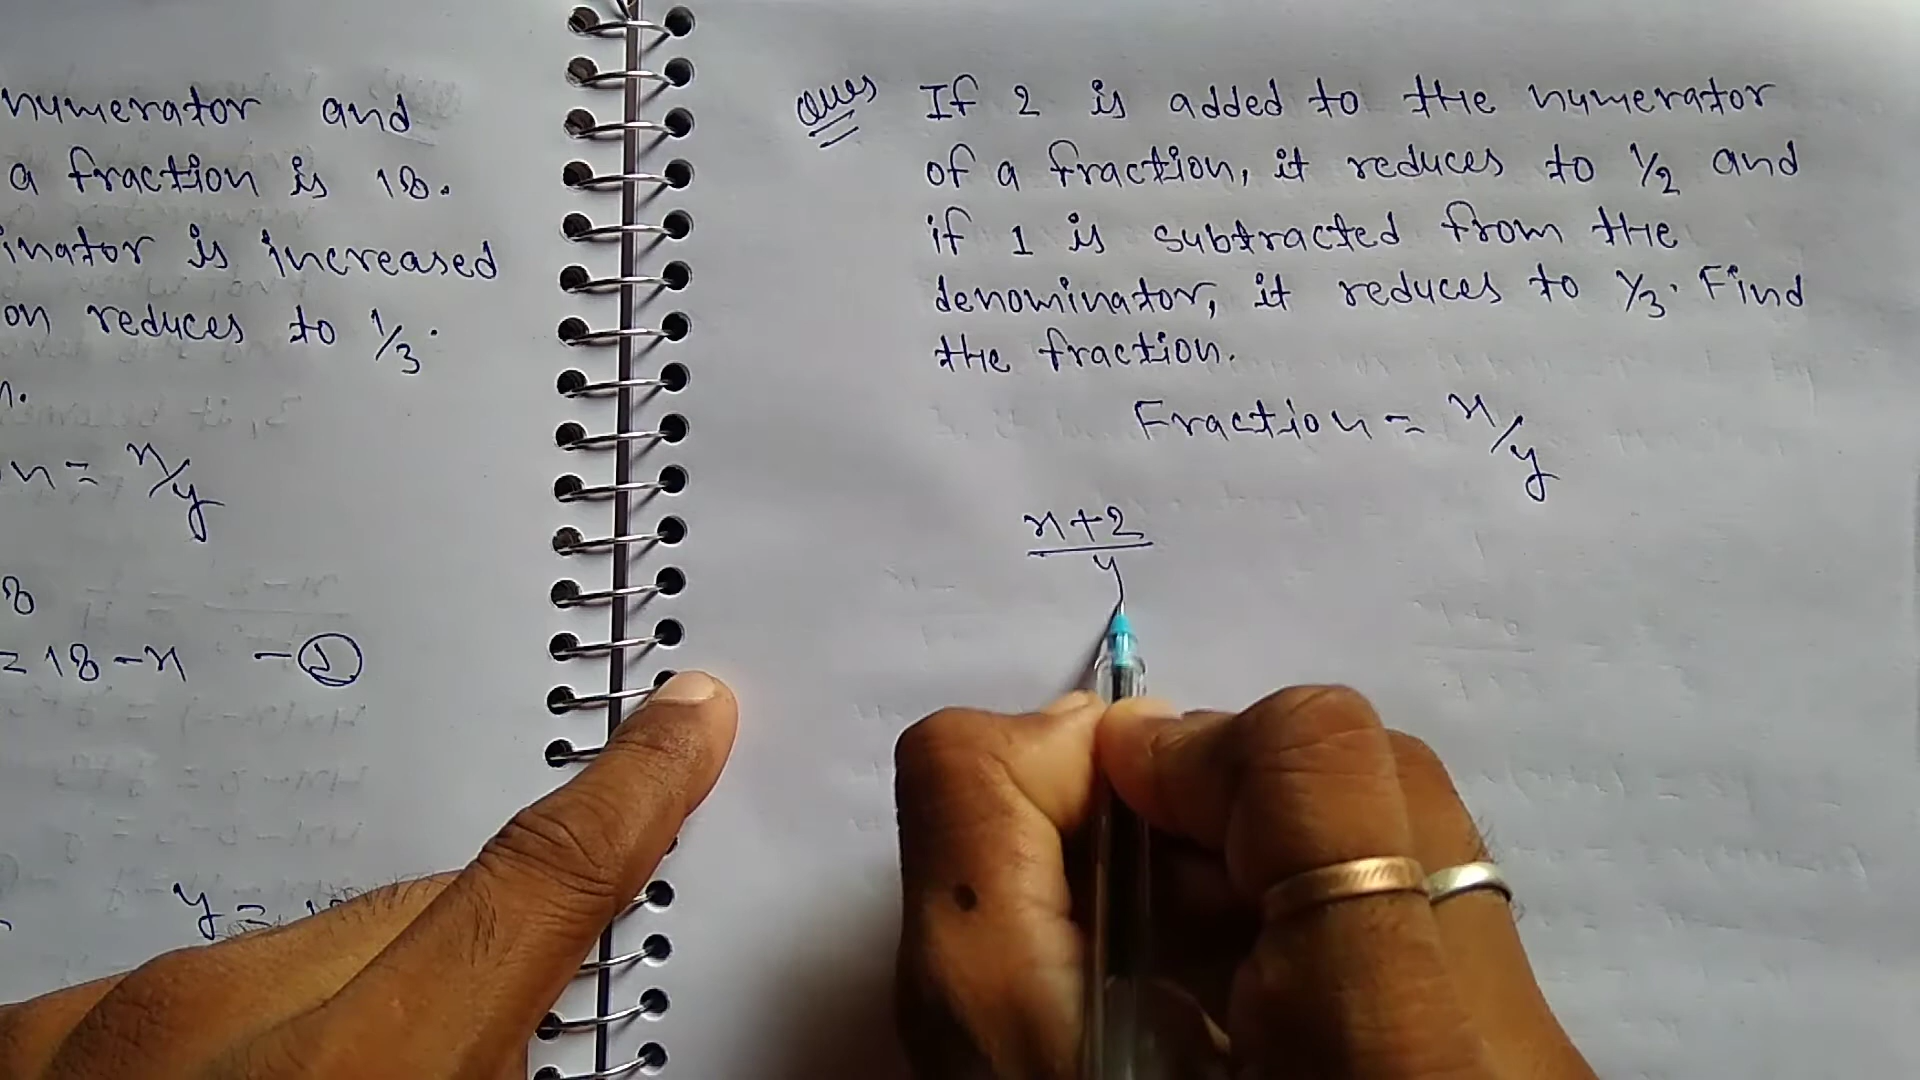 numerator and
a fraction is 18.
inator is increased
on reduces to 1/3.
n.
n = x/y
8
= 18 - x - ①
y =
Ques If 2 is added to the numerator
of a fraction, it reduces to 1/2 and
if 1 is subtracted from the
denominator, it reduces to 1/3. Find
the fraction.
Fraction = x/y
x+2
y